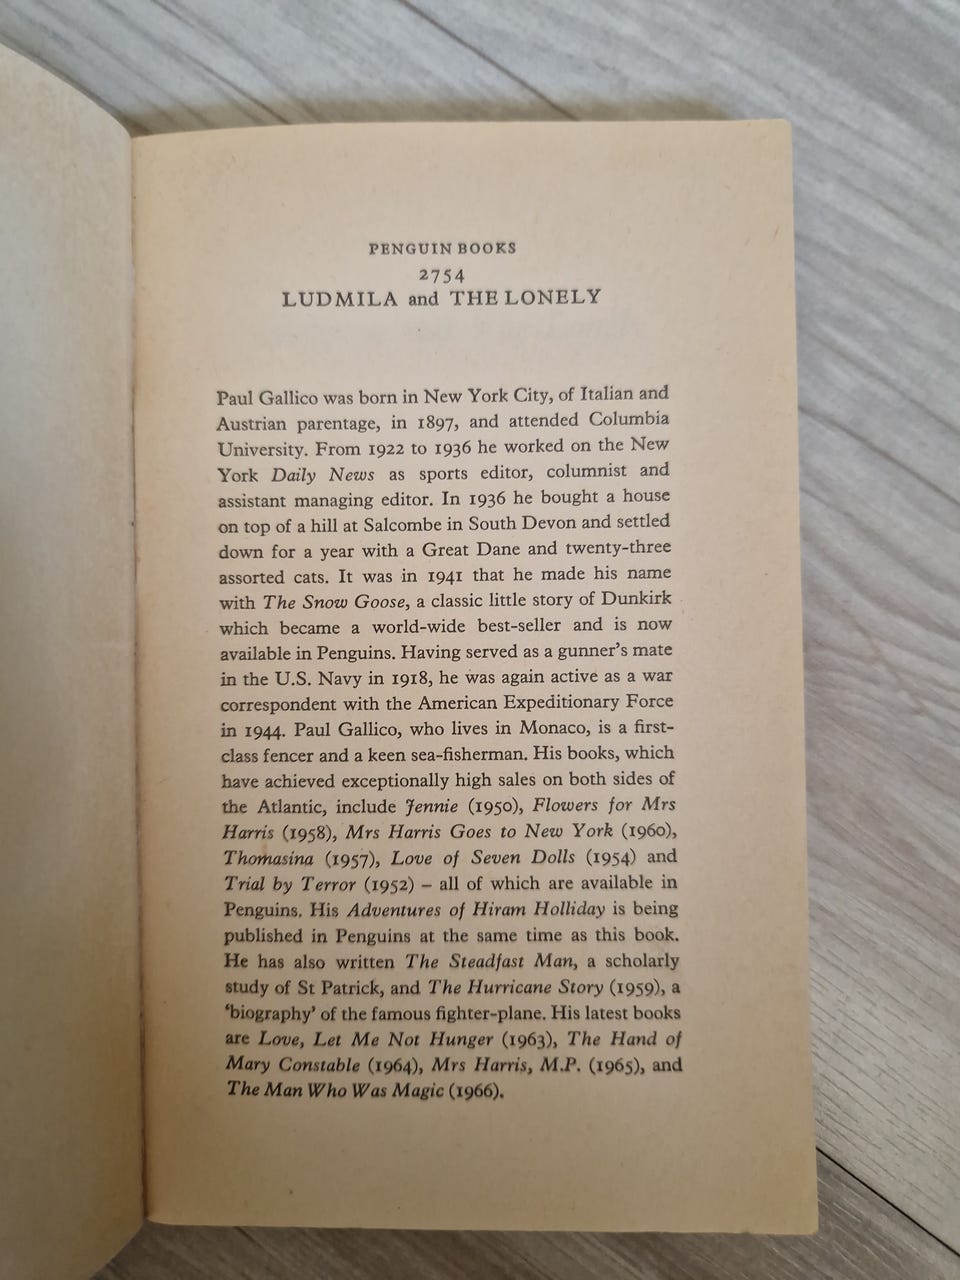 PENGUIN BOOKS
2754
LUDMILA and THE LONELY
Paul Gallico was born in New York City, of Italian and
Austrian parentage, in 1897, and attended Columbia
University. From 1922 to 1936 he worked on the New
York Daily News as sports editor, columnist and
assistant managing editor. In 1936 he bought a house
on top of a hill at Salcombe in South Devon and settled
down for a year with a Great Dane and twenty-three
assorted cats. It was in 1941 that he made his name
with The Snow Goose, a classic little story of Dunkirk
which became a world-wide best-seller and is now
available in Penguins. Having served as a gunner's mate
in the U.S. Navy in 1918, he was again active as a war
correspondent with the American Expeditionary Force
in 1944. Paul Gallico, who lives in Monaco, is a first-
class fencer and a keen sea-fisherman. His books, which
have achieved exceptionally high sales on both sides of
the Atlantic, include Jennie (1950), Flowers for Mrs
Harris (1958), Mrs Harris Goes to New York (1960),
Thomasina (1957), Love of Seven Dolls (1954) and
Trial by Terror (1952) – all of which are available in
Penguins. His Adventures of Hiram Holliday is being
published in Penguins at the same time as this book.
He has also written The Steadfast Man, a scholarly
study of St Patrick, and The Hurricane Story (1959), a
'biography' of the famous fighter-plane. His latest books
are Love, Let Me Not Hunger (1963), The Hand of
Mary Constable (1964), Mrs Harris, M.P. (1965), and
The Man Who Was Magic (1966).